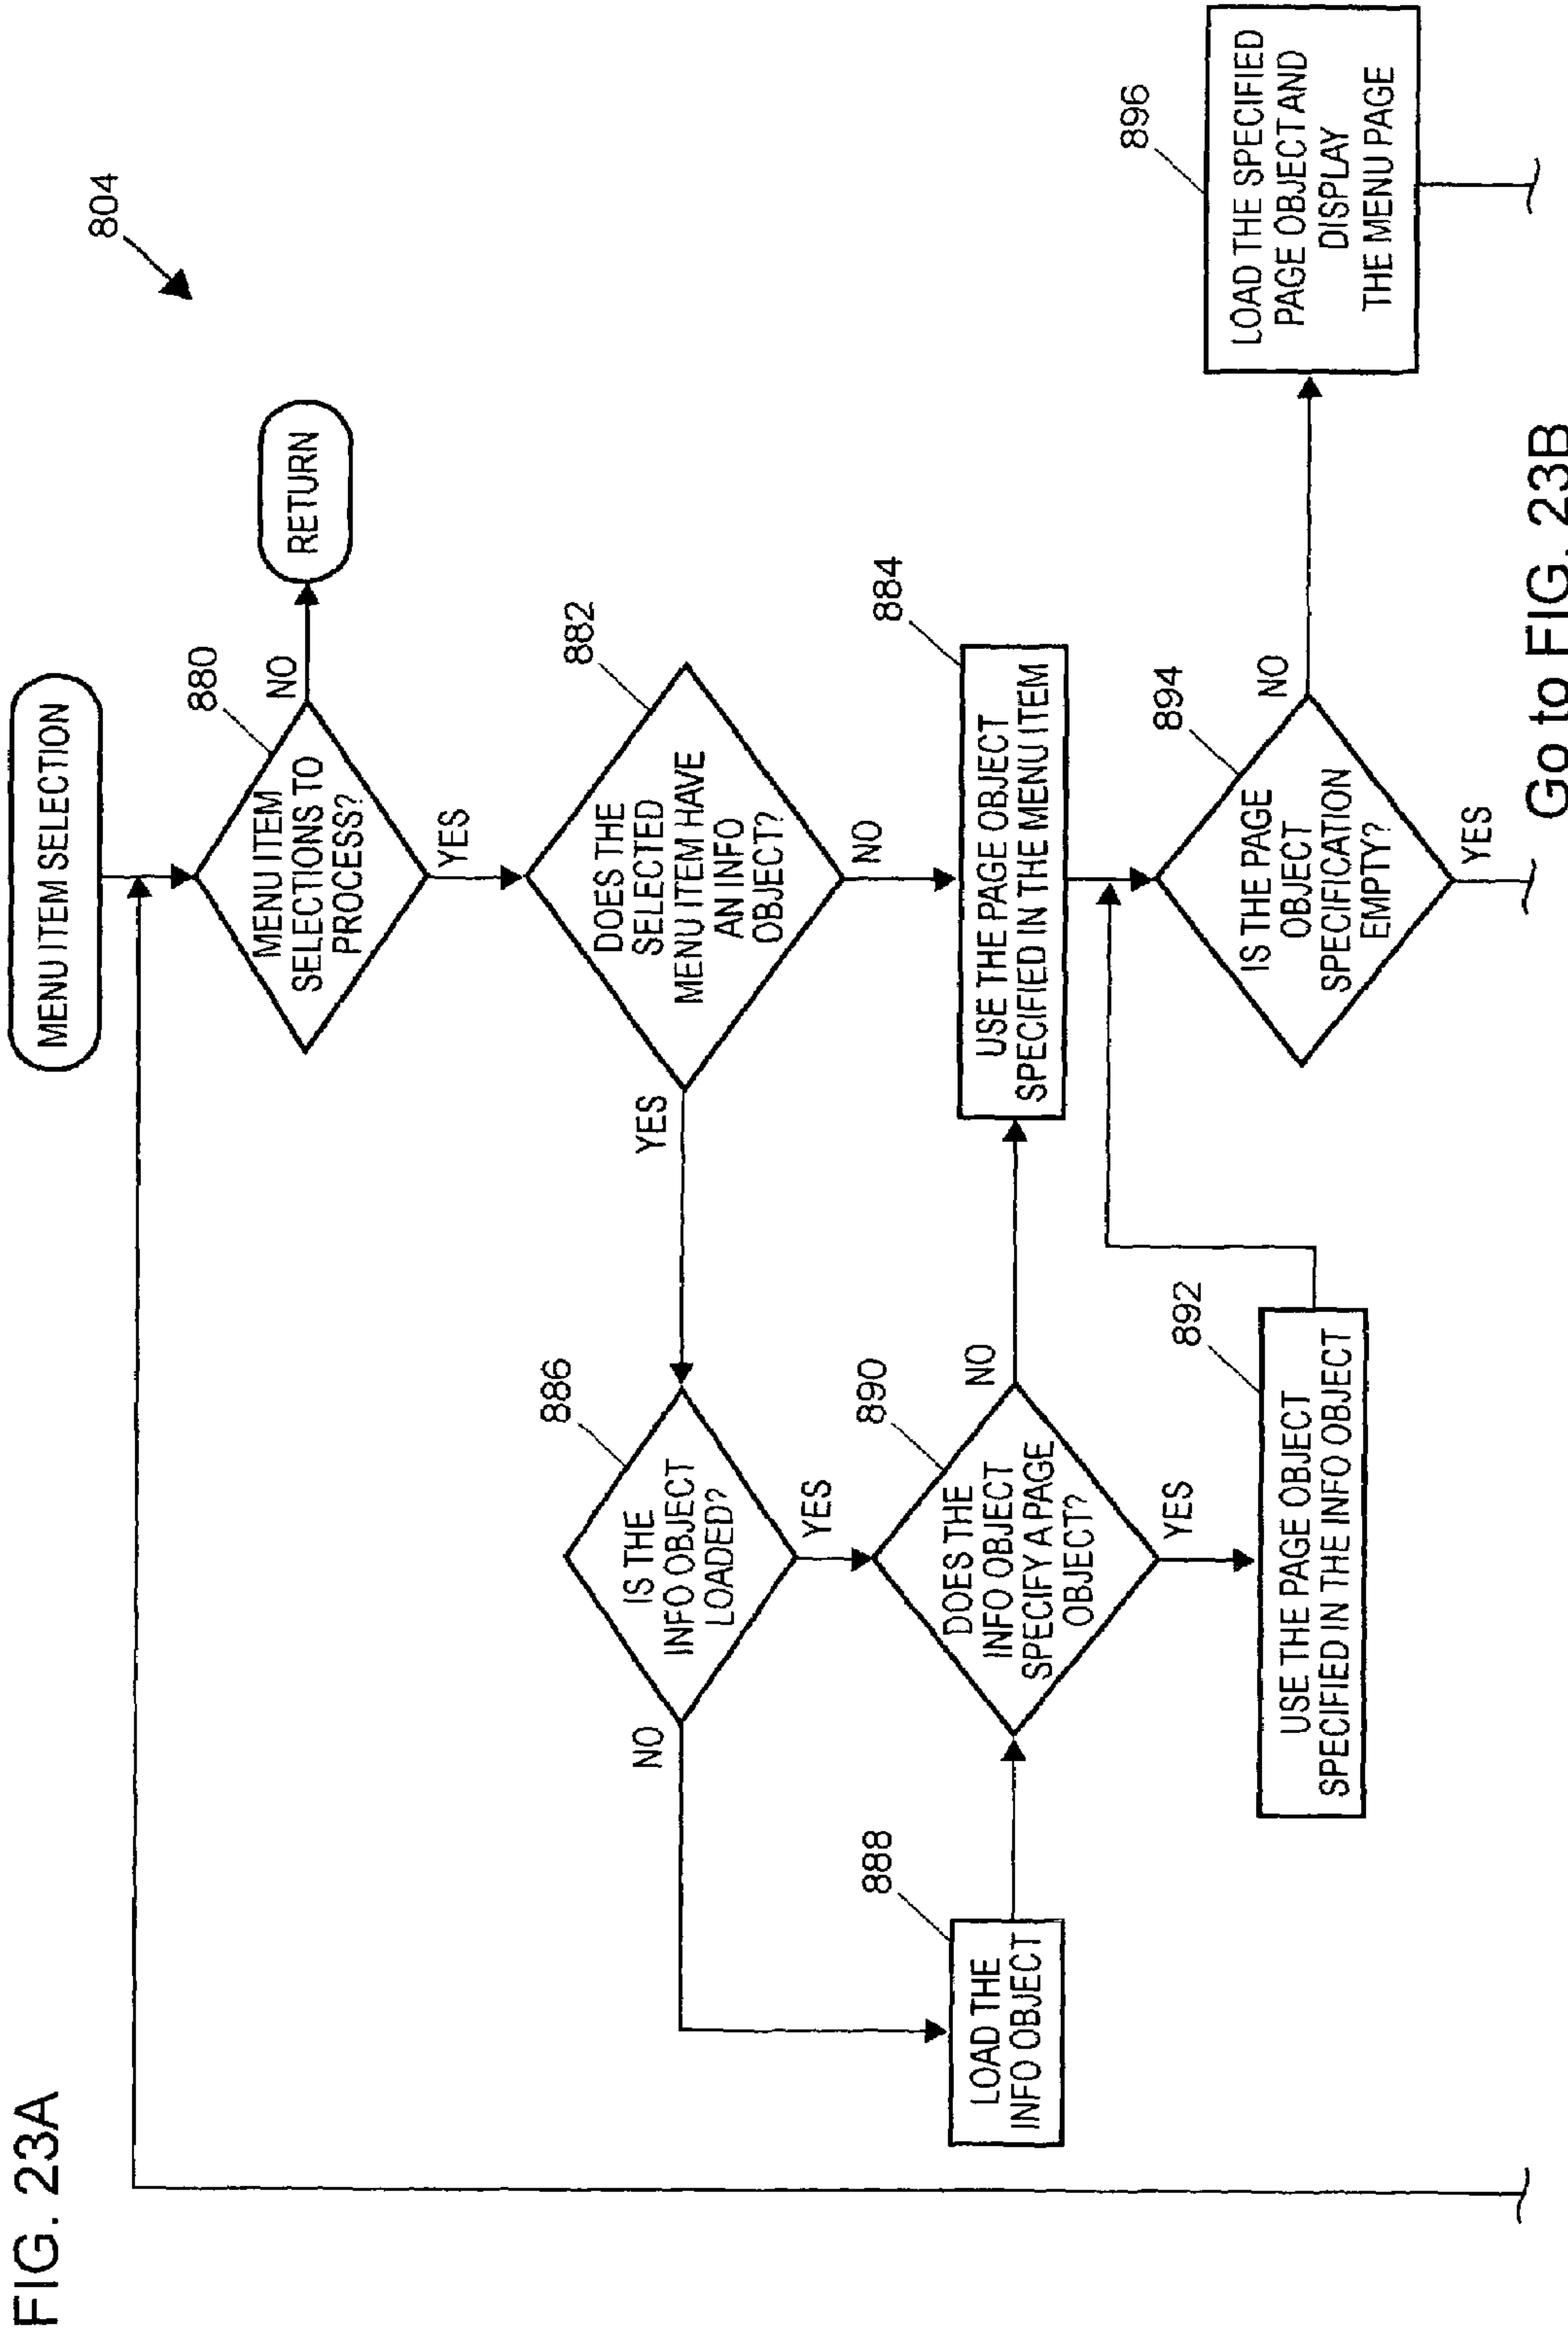 FIG. 23A
804
MENU ITEM SELECTION
880
MENU ITEM
SELECTIONS TO
PROCESS?
NO
RETURN
YES
882
DOES THE
SELECTED
MENU ITEM HAVE
AN INFO
OBJECT?
YES
NO
886
IS THE
INFO OBJECT
LOADED?
NO
YES
888
LOAD THE
INFO OBJECT
890
DOES THE
INFO OBJECT
SPECIFY A PAGE
OBJECT?
NO
YES
884
USE THE PAGE OBJECT
SPECIFIED IN THE MENU ITEM
892
USE THE PAGE OBJECT
SPECIFIED IN THE INFO OBJECT
894
IS THE PAGE
OBJECT
SPECIFICATION
EMPTY?
NO
YES
896
LOAD THE SPECIFIED
PAGE OBJECT AND
DISPLAY
THE MENU PAGE
Go to FIG. 23B